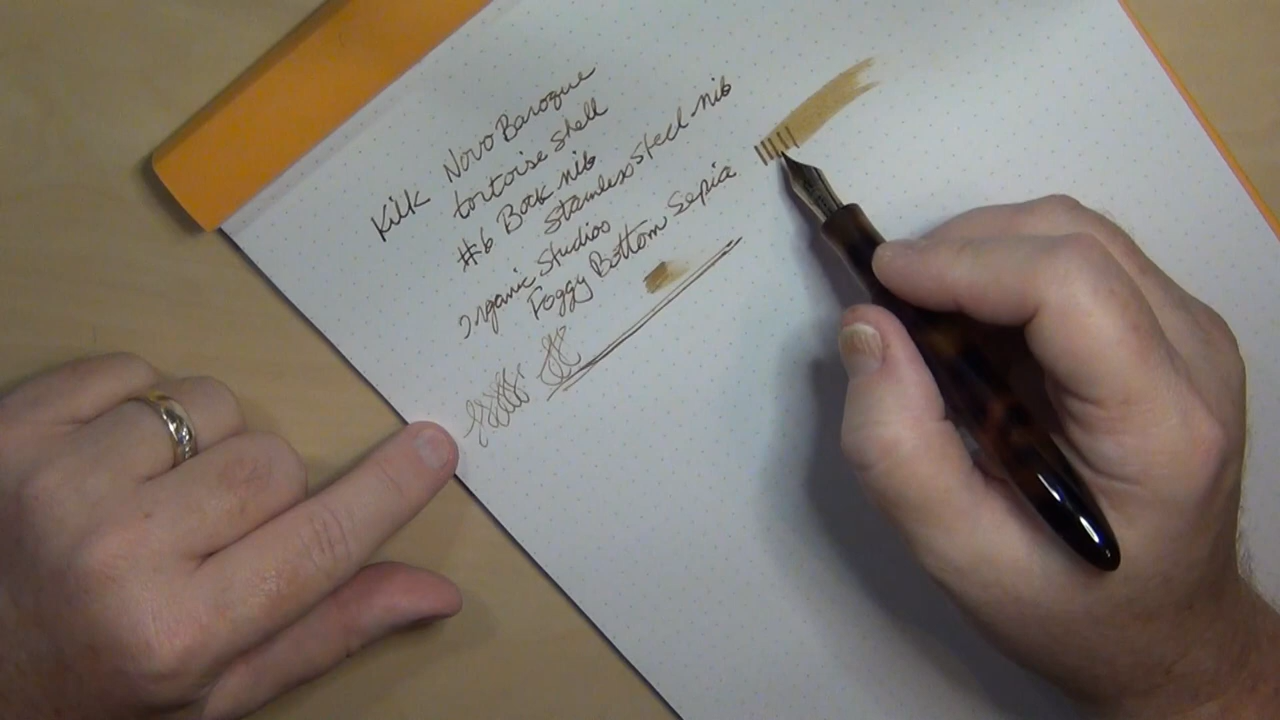 Kilk Novo Baroque
tortoise shell
#6 Bock nib
Stainless Steel nib
Organic Studios
Foggy Bottom Sepia